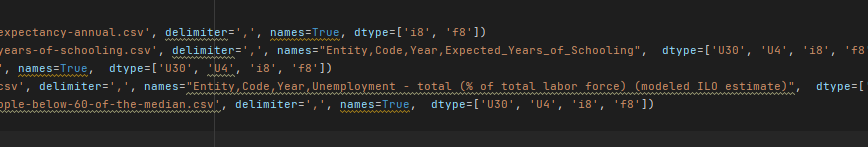 expectancy-annual.csv', delimiter=',', names=True, dtype=['i8', 'f8'])
years-of-schooling.csv', delimiter=',', names="Entity,Code,Year,Expected_Years_of_Schooling",  dtype=['U30', 'U4', 'i8', 'f8
', names=True,  dtype=['U30', 'U4', 'i8', 'f8'])
csv', delimiter=',', names="Entity,Code,Year,Unemployment - total (% of total labor force) (modeled ILO estimate)",  dtype=[
ople-below-60-of-the-median.csv', delimiter=',', names=True,  dtype=['U30', 'U4', 'i8', 'f8'])